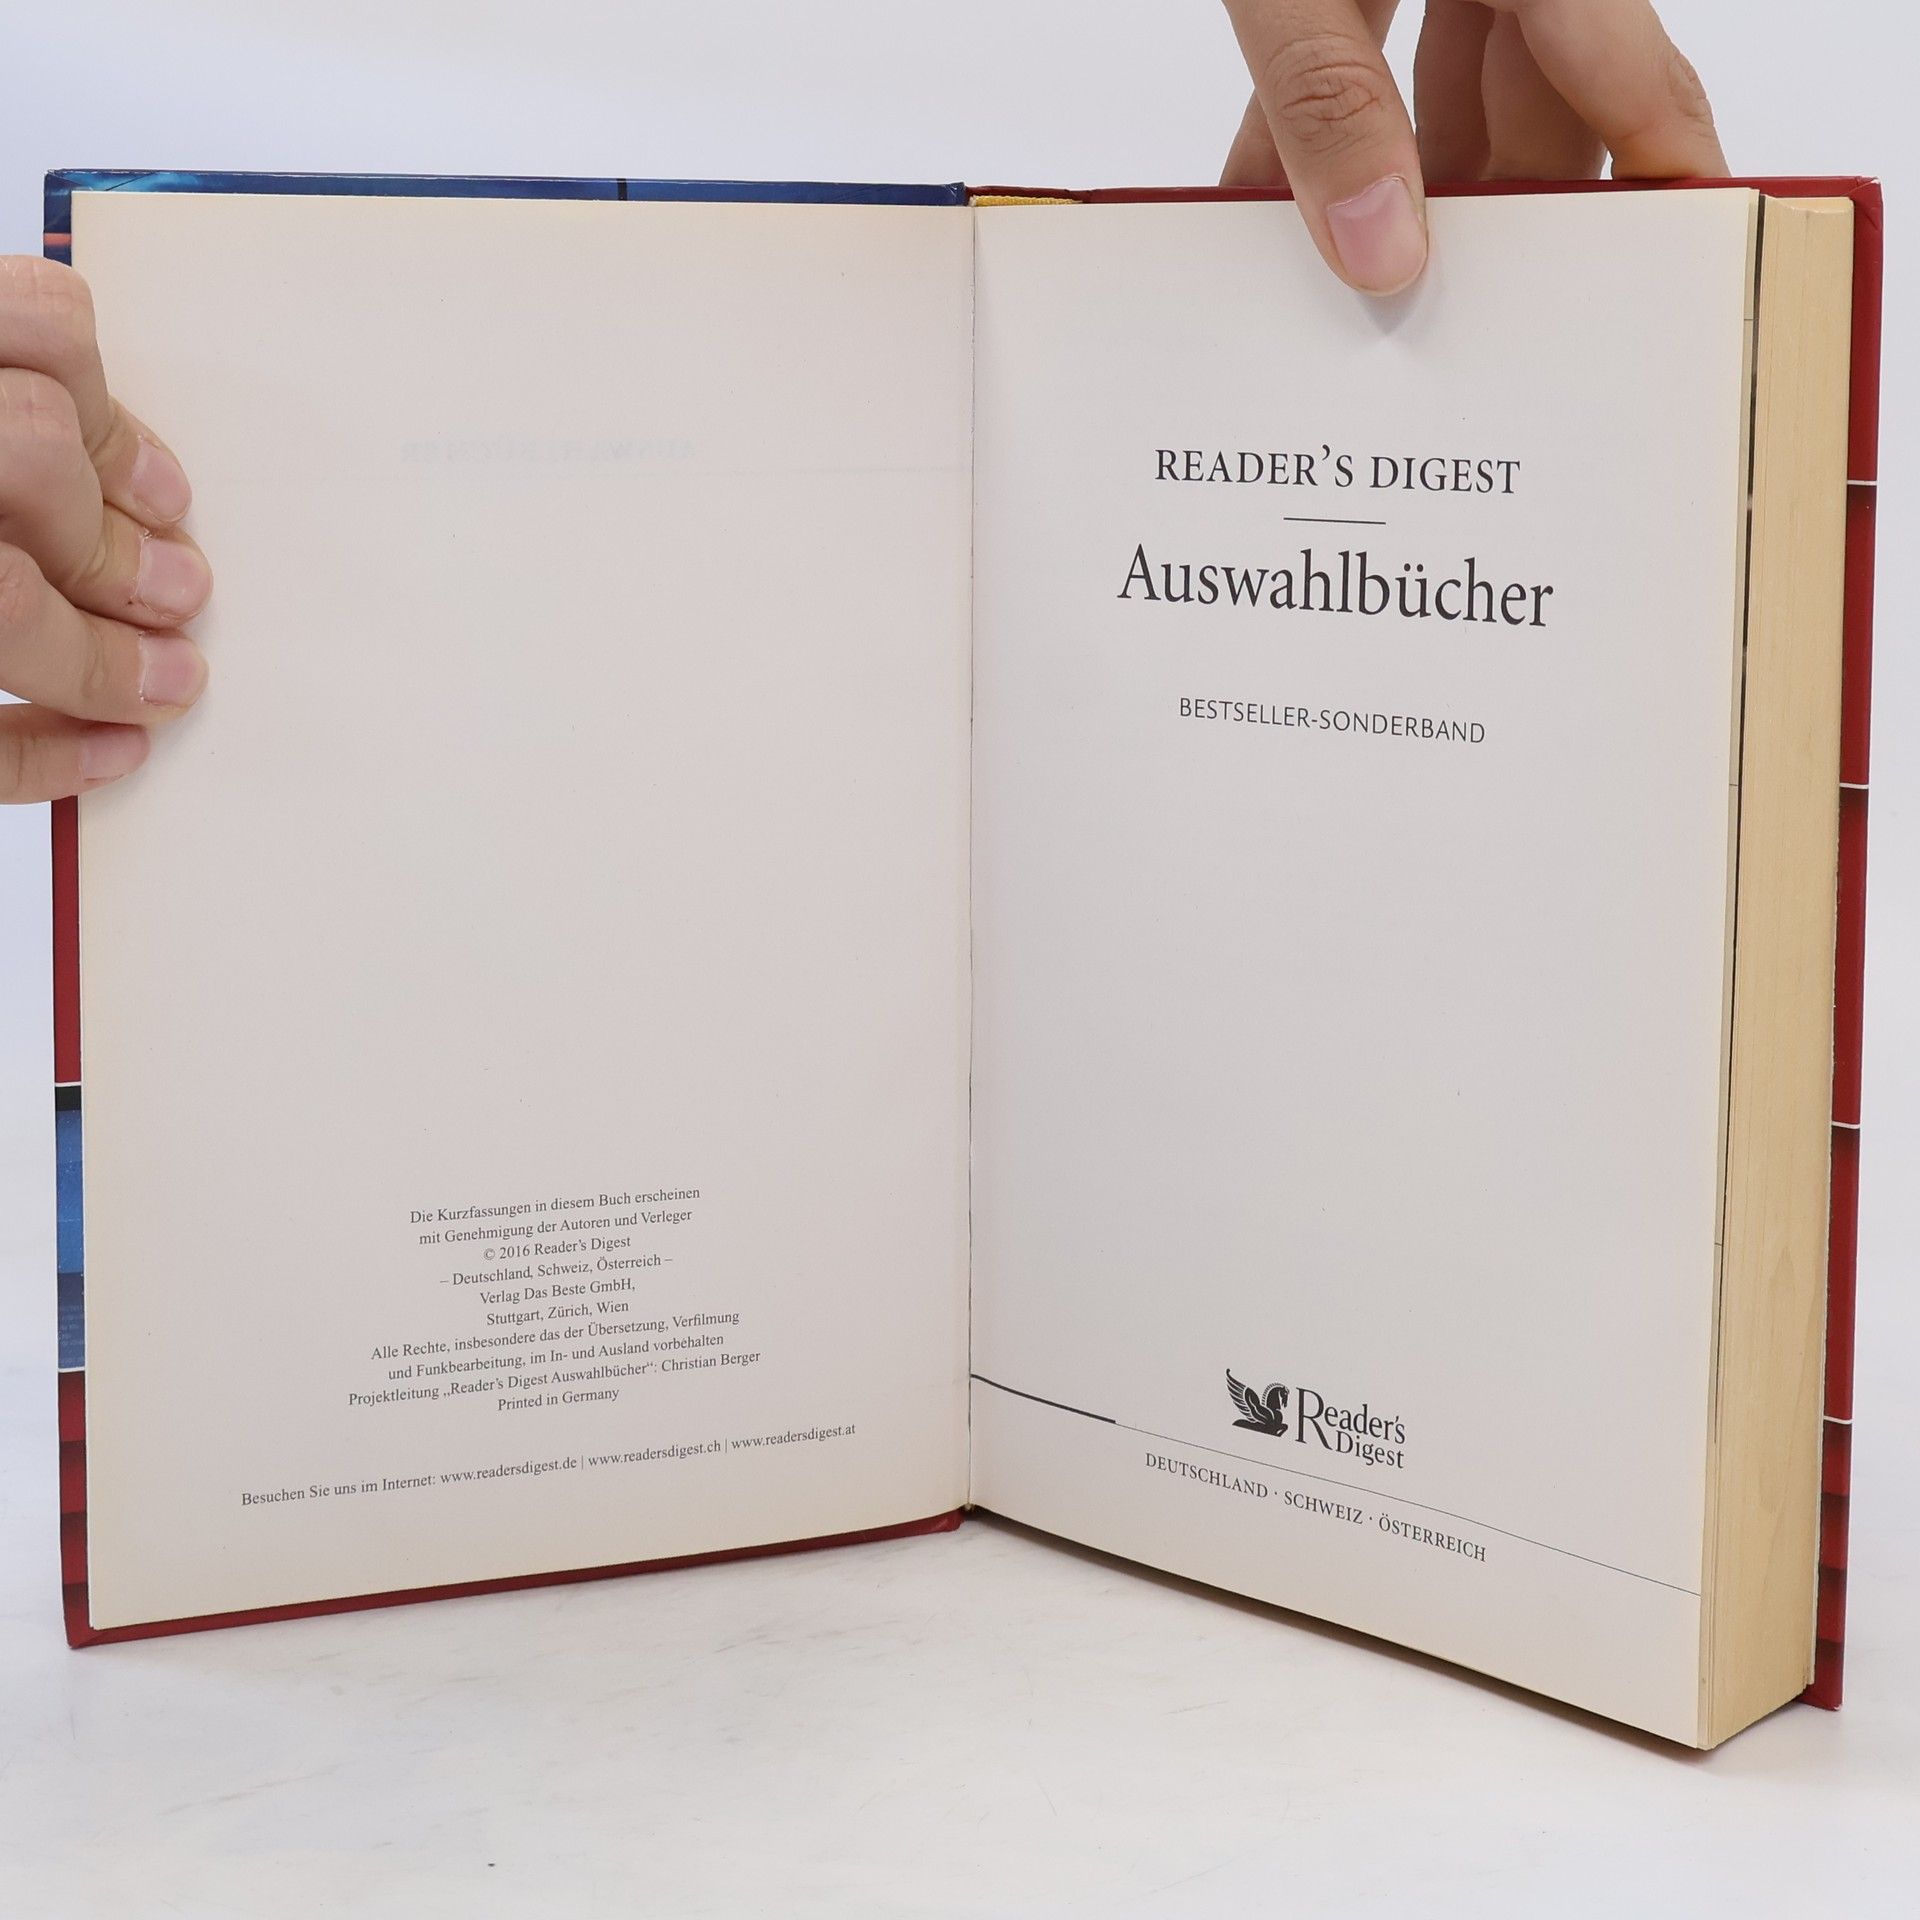 Die Kurzfassungen in diesem Buch erscheinen
mit Genehmigung der Autoren und Verleger
© 2016 Reader's Digest
– Deutschland, Schweiz, Österreich –
Verlag Das Beste GmbH,
Stuttgart, Zürich, Wien
Alle Rechte, insbesondere das der Übersetzung, Verfilmung
und Funkbearbeitung, im In- und Ausland vorbehalten
Projektleitung „Reader's Digest Auswahlbücher“: Christian Berger
Printed in Germany
Besuchen Sie uns im Internet: www.readersdigest.de | www.readersdigest.ch | www.readersdigest.at
READER'S DIGEST
Auswahlbücher
BESTSELLER-SONDERBAND
Reader's
Digest
DEUTSCHLAND · SCHWEIZ · ÖSTERREICH